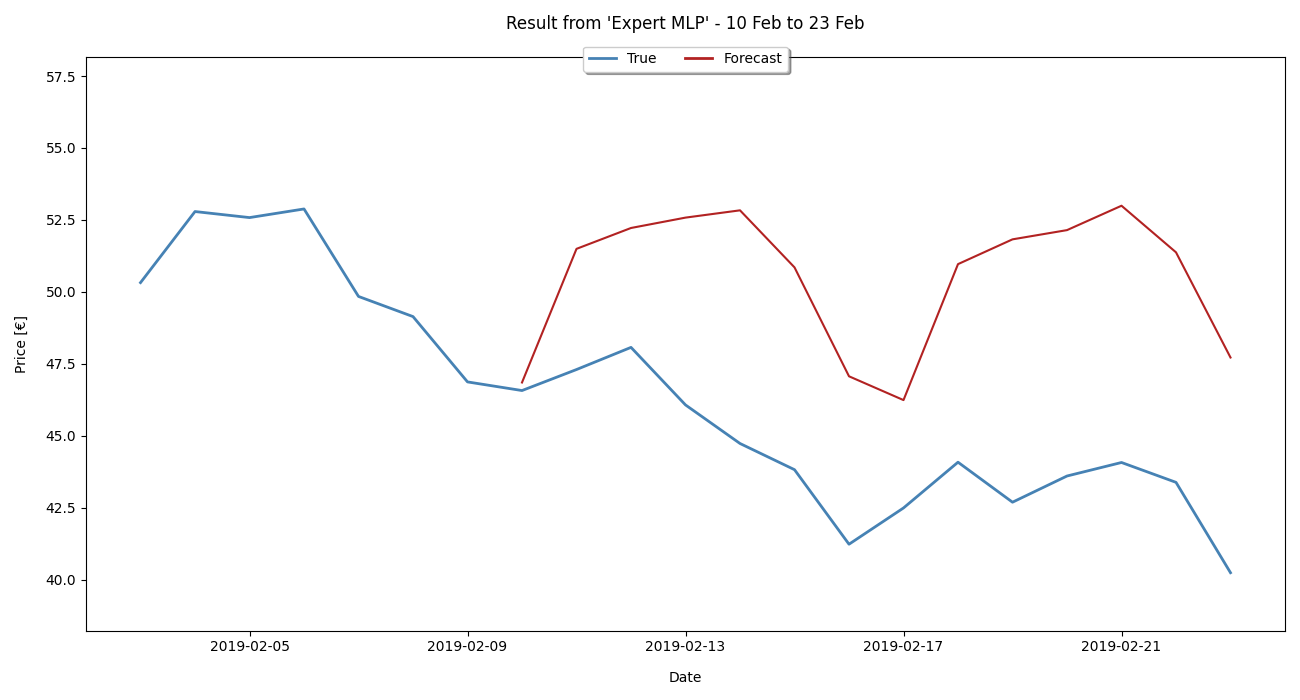 Result from 'Expert MLP' - 10 Feb to 23 Feb
True
Forecast
57.5
55.0
52.5
50.0
47.5
45.0
42.5
40.0
Price [€]
2019-02-05
2019-02-09
2019-02-13
2019-02-17
2019-02-21
Date